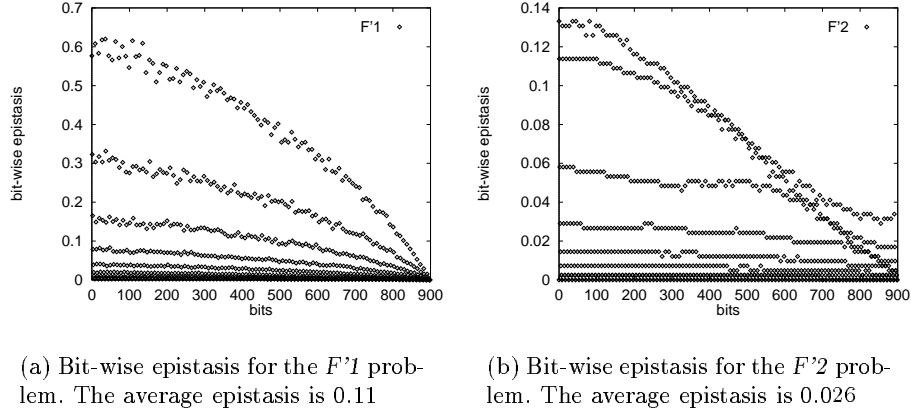 0.7
0.6
0.5
0.4
0.3
0.2
0.1
0
bit-wise epistasis
F'1
0 100 200 300 400 500 600 700 800 900
bits
0.14
0.12
0.1
0.08
0.06
0.04
0.02
0
bit-wise epistasis
F'2
0 100 200 300 400 500 600 700 800 900
bits
(a) Bit-wise epistasis for the F'1 prob-
lem. The average epistasis is 0.11
(b) Bit-wise epistasis for the F'2 prob-
lem. The average epistasis is 0.026